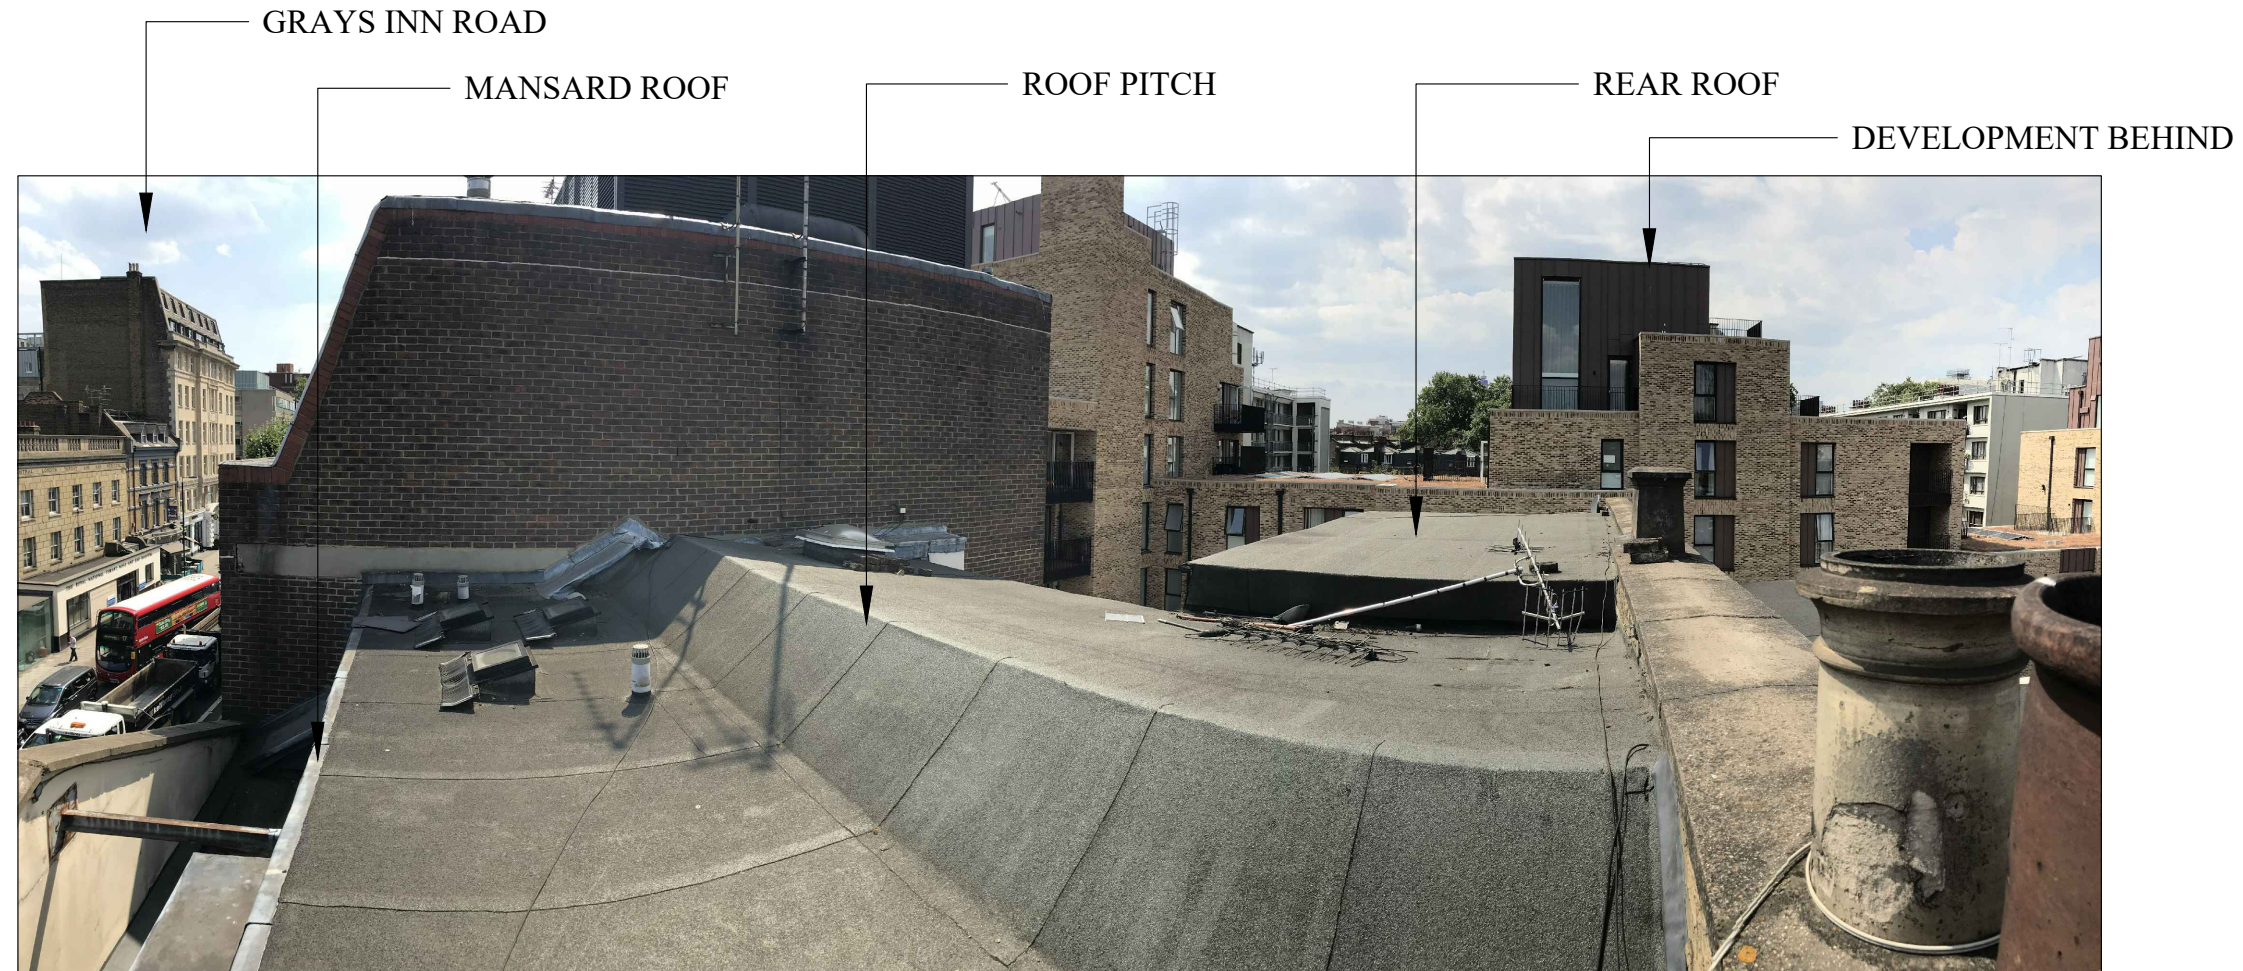 GRAYS INN ROAD
MANSARD ROOF
ROOF PITCH
REAR ROOF
DEVELOPMENT BEHIND